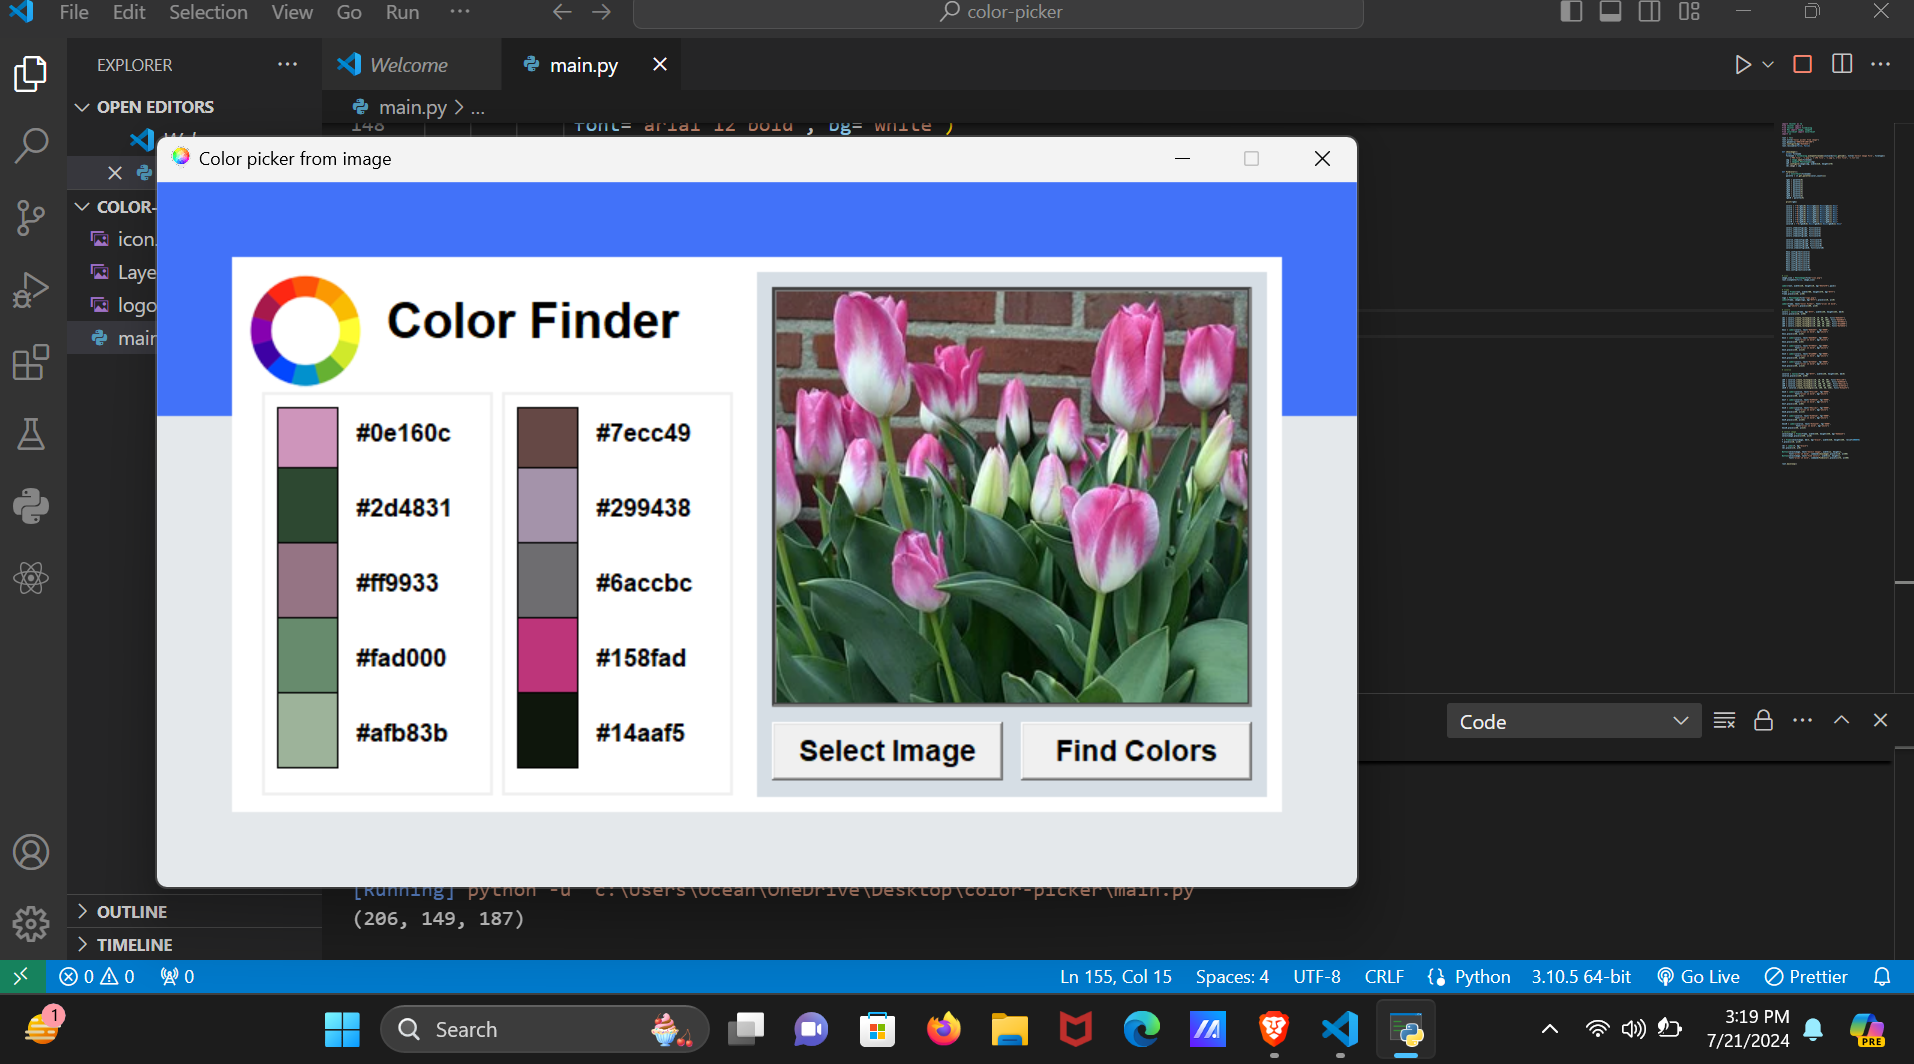 File Edit Selection View Go Run ...
color-picker
EXPLORER
Welcome
main.py
OPEN EDITORS
main.py > ...
148
font="arial 12 bold", bg="white")
Color picker from image
COLOR-
icon.
Laye
logo
main
Color Finder
#0e160c
#7ecc49
#2d4831
#299438
#ff9933
#6accbc
#fad000
#158fad
#afb83b
#14aaf5
Select Image
Find Colors
Code
[Running] python -u "c:\Users\Ocean\OneDrive\Desktop\color-picker\main.py"
(206, 149, 187)
OUTLINE
TIMELINE
0 0 0
Ln 155, Col 15 Spaces: 4 UTF-8 CRLF Python 3.10.5 64-bit Go Live Prettier
1
Search
PRE
3:19 PM
7/21/2024